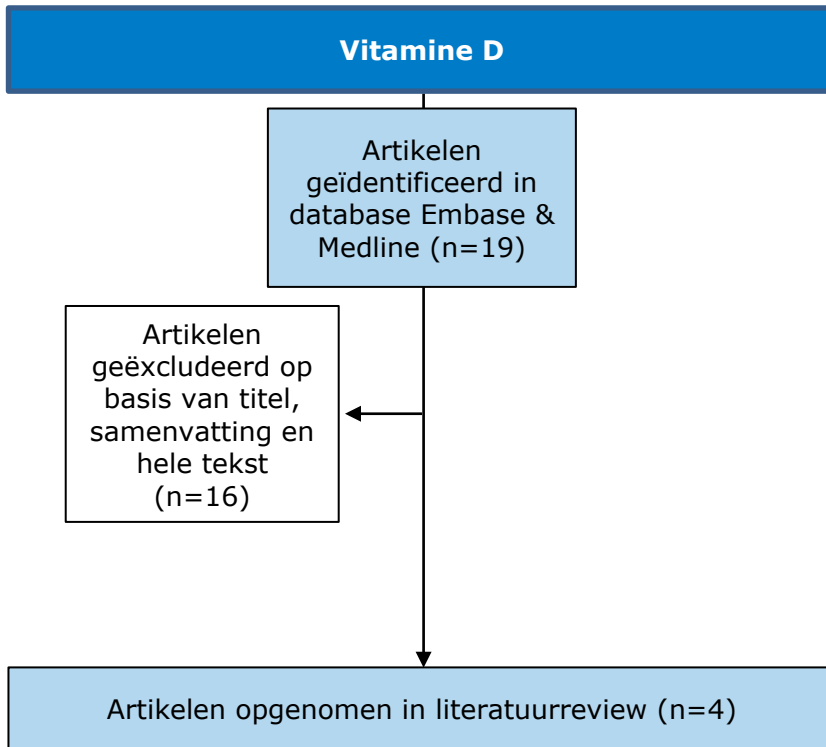 Vitamine D
Artikelen
geïdentificeerd in
database Embase &
Medline (n=19)
Artikelen
geëxcludeerd op
basis van titel,
samenvatting en
hele tekst
(n=16)
Artikelen opgenomen in literatuurreview (n=4)